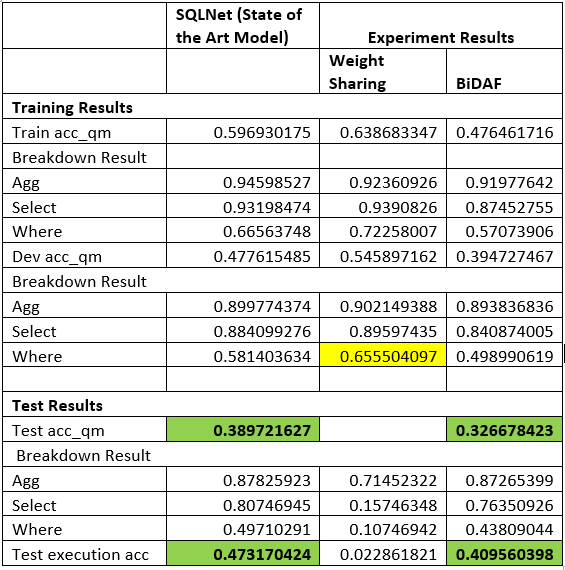 SQLNet (State of the Art Model) Experiment Results
Weight Sharing BiDAF
Training Results
Train acc_qm 0.596930175 0.638683347 0.476461716
Breakdown Result
Agg 0.94598527 0.92360926 0.91977642
Select 0.93198474 0.9390826 0.87452755
Where 0.66563748 0.72258007 0.57073906
Dev acc_qm 0.477615485 0.545897162 0.394727467
Breakdown Result
Agg 0.899774374 0.902149388 0.893836836
Select 0.884099276 0.89597435 0.840874005
Where 0.581403634 0.655504097 0.498990619
Test Results
Test acc_qm 0.389721627 0.326678423
Breakdown Result
Agg 0.87825923 0.71452322 0.87265399
Select 0.80746945 0.15746348 0.76350926
Where 0.49710291 0.10746942 0.43809044
Test execution acc 0.473170424 0.022861821 0.409560398